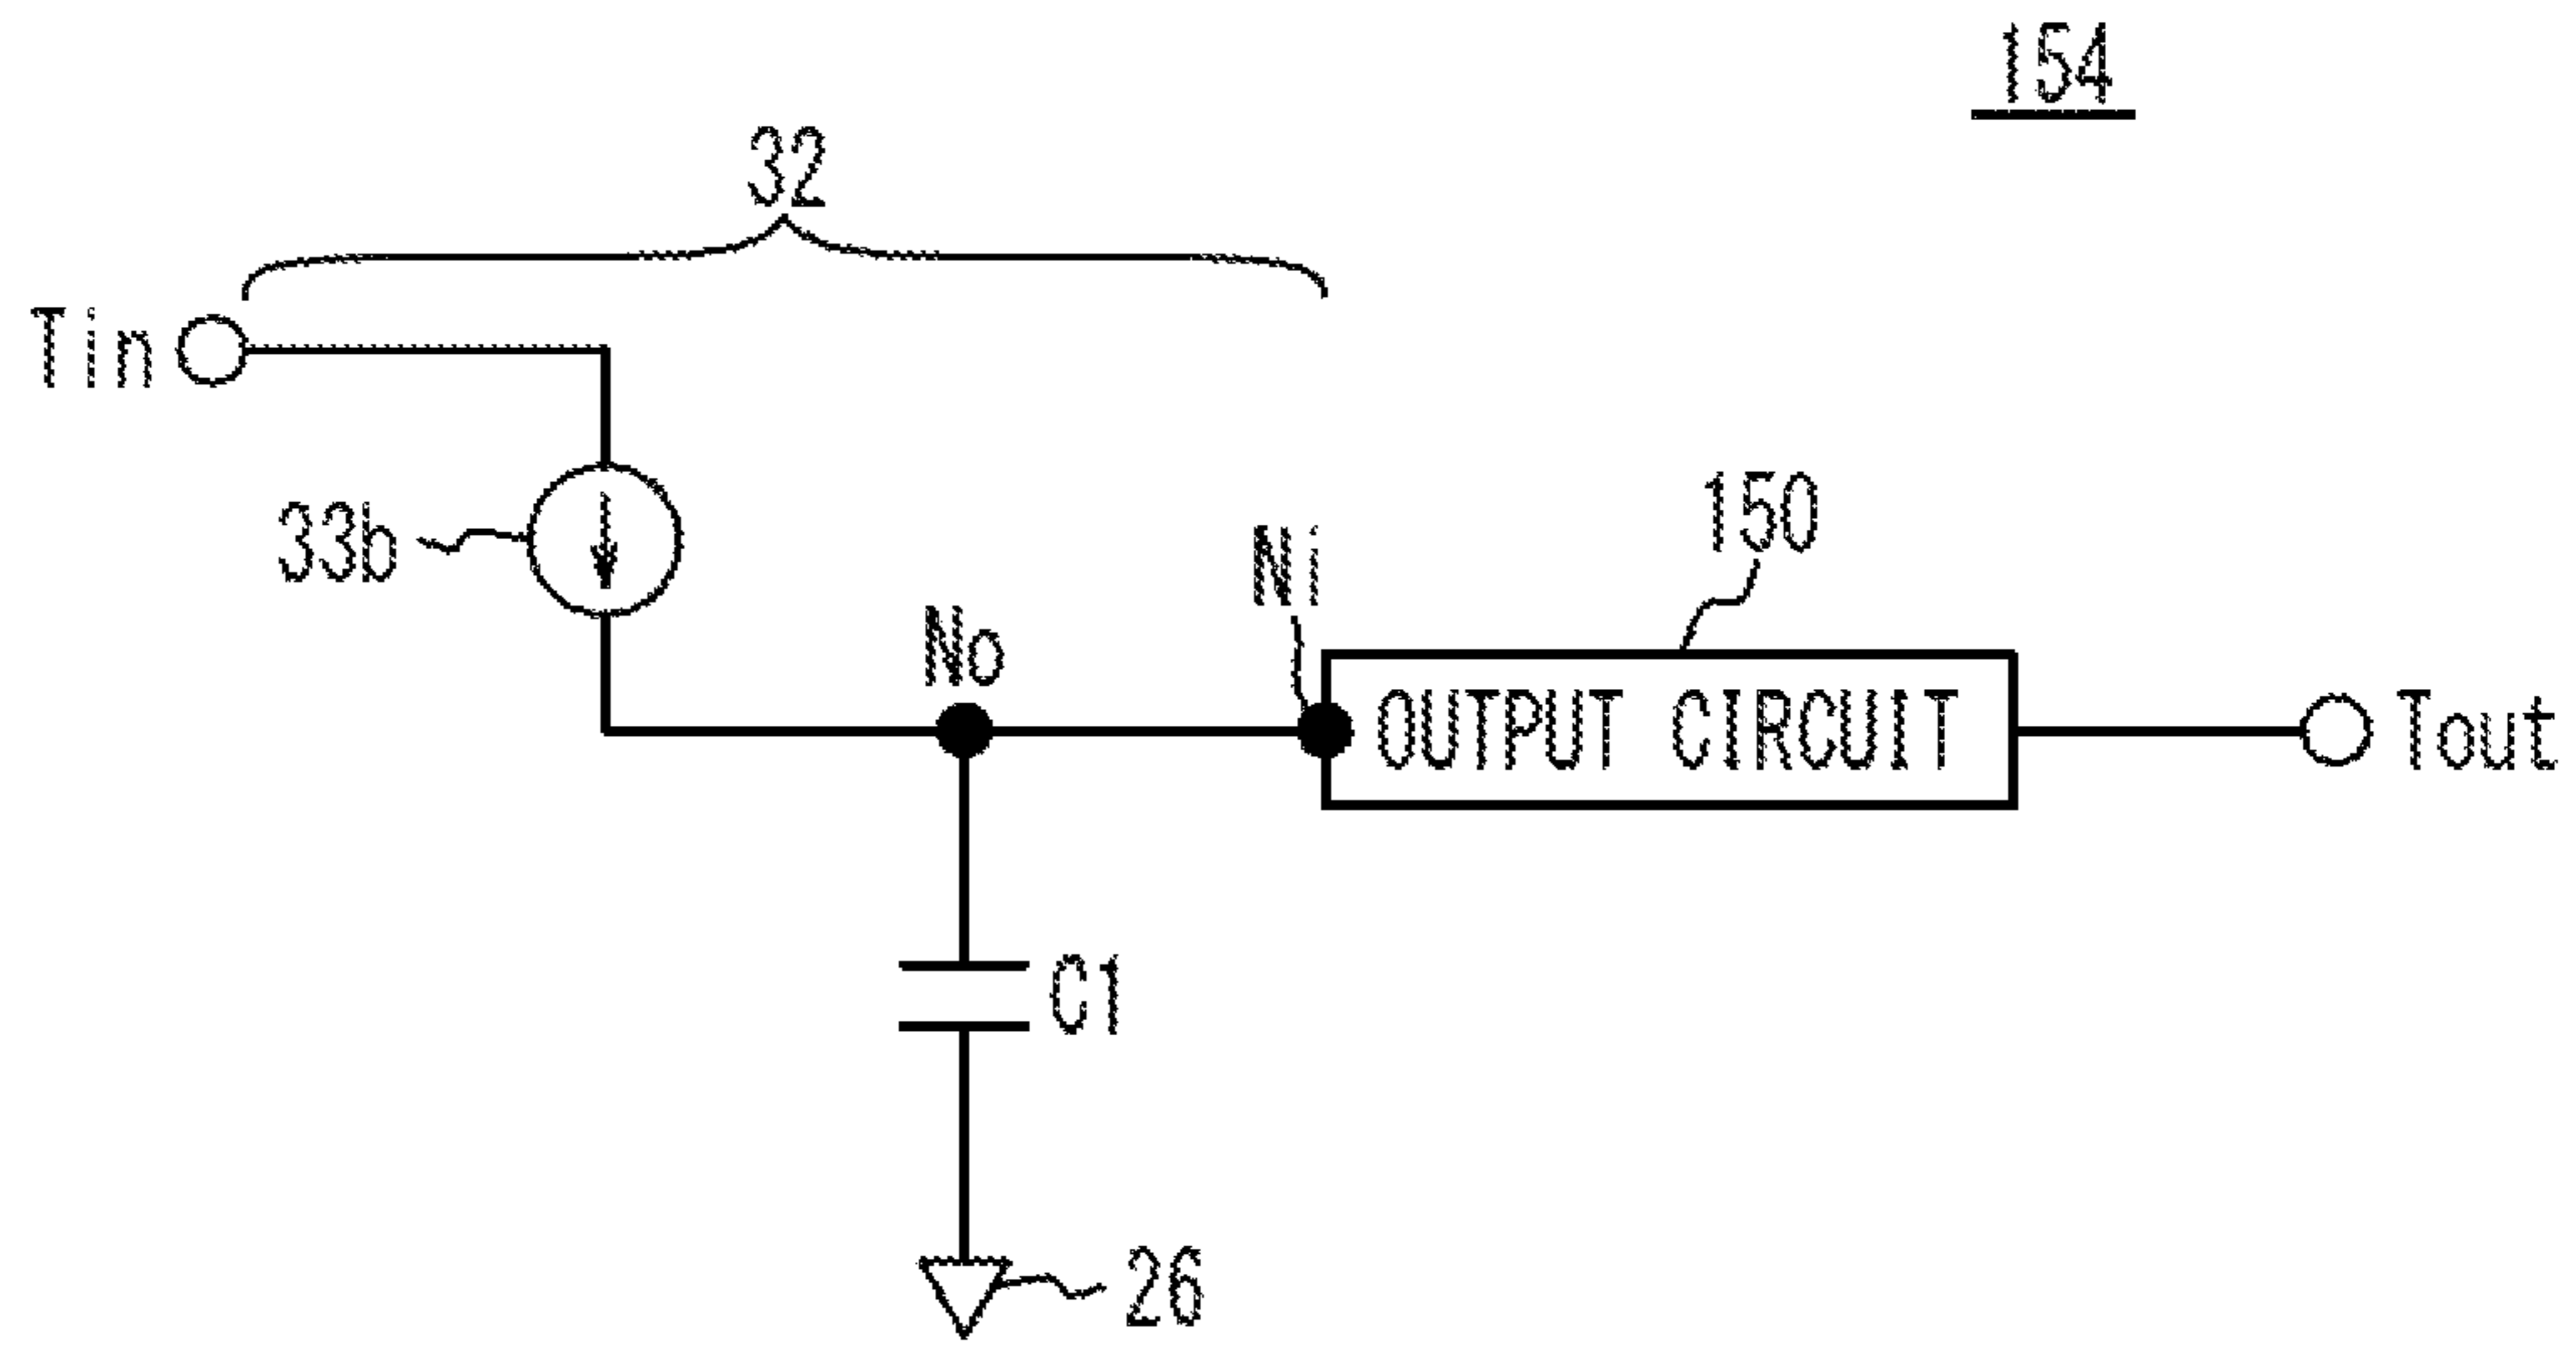 154
32
Tin
33b
No
Ni
150
OUTPUT CIRCUIT
Tout
C1
26